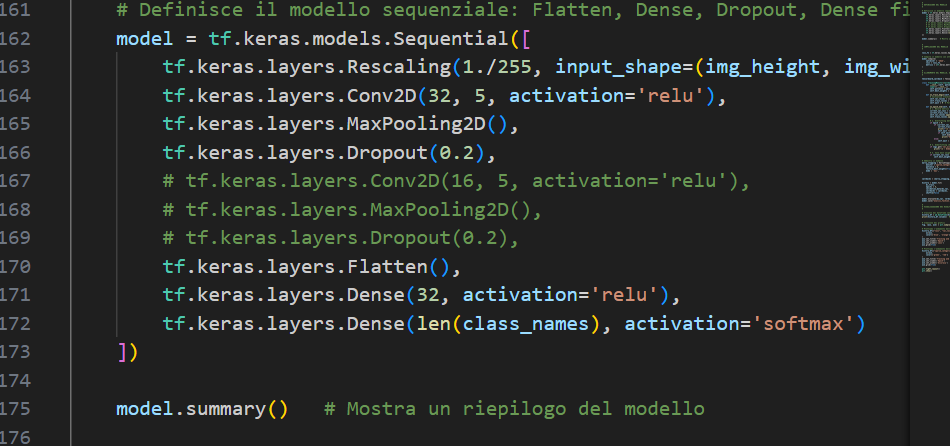 161 # Definisce il modello sequenziale: Flatten, Dense, Dropout, Dense fi
162 model = tf.keras.models.Sequential([
163 tf.keras.layers.Rescaling(1./255, input_shape=(img_height, img_wi
164 tf.keras.layers.Conv2D(32, 5, activation='relu'),
165 tf.keras.layers.MaxPooling2D(),
166 tf.keras.layers.Dropout(0.2),
167 # tf.keras.layers.Conv2D(16, 5, activation='relu'),
168 # tf.keras.layers.MaxPooling2D(),
169 # tf.keras.layers.Dropout(0.2),
170 tf.keras.layers.Flatten(),
171 tf.keras.layers.Dense(32, activation='relu'),
172 tf.keras.layers.Dense(len(class_names), activation='softmax')
173 ])
174
175 model.summary() # Mostra un riepilogo del modello
176